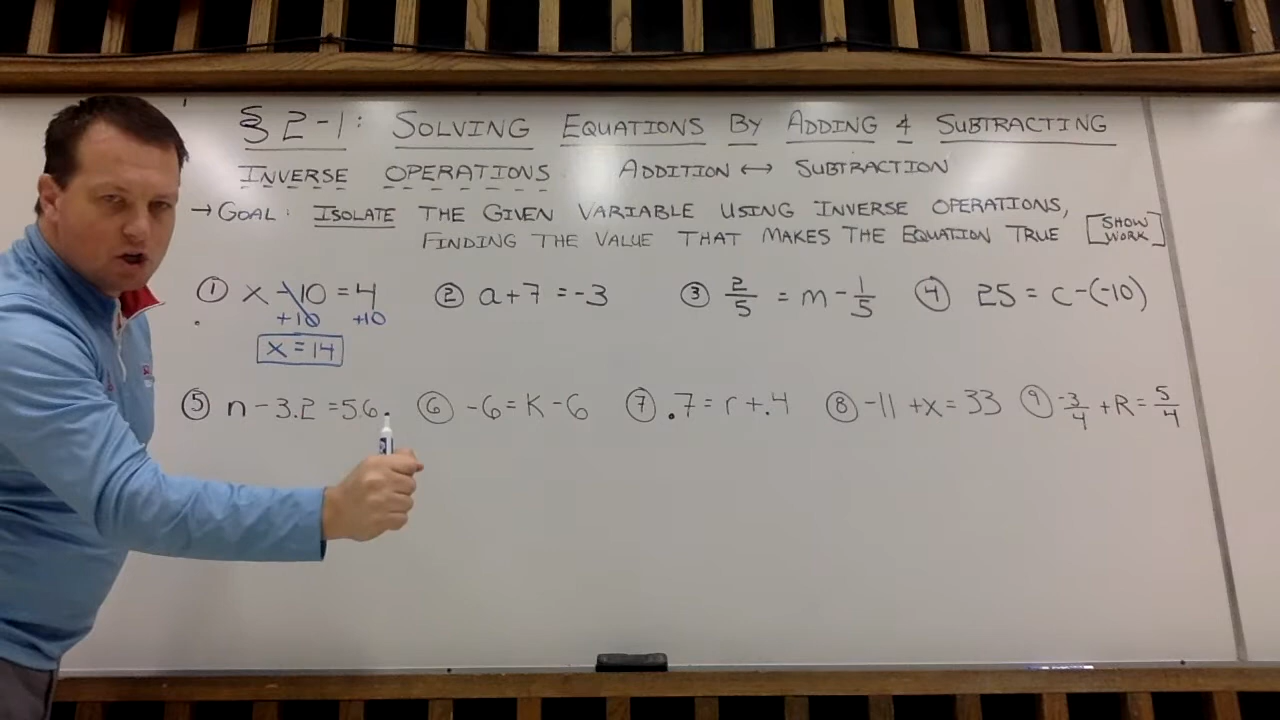 § 2-1: SOLVING EQUATIONS BY ADDING & SUBTRACTING
INVERSE OPERATIONS ADDITION ↔ SUBTRACTION
→ GOAL: ISOLATE THE GIVEN VARIABLE USING INVERSE OPERATIONS,
FINDING THE VALUE THAT MAKES THE EQUATION TRUE [SHOW WORK]
① x -10 = 4
+10 +10
x = 14
② a+7 = -3
③ 2/5 = m - 1/5
④ 25 = c-(-10)
⑤ n - 3.2 = 5.6
⑥ -6 = K - 6
⑦ .7 = r + .4
⑧ -11 + x = 33
⑨ -3/4 + R = 5/4